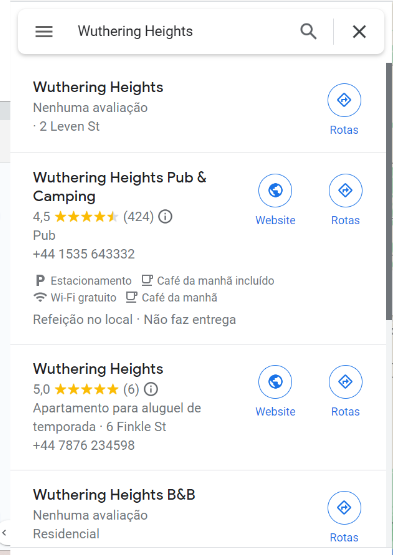 Wuthering Heights
Wuthering Heights
Nenhuma avaliação
· 2 Leven St
Rotas
Wuthering Heights Pub &
Camping
4,5 (424)
Pub
+44 1535 643332
Website
Rotas
P Estacionamento Café da manhã incluído
Wi-Fi gratuito Café da manhã
Refeição no local · Não faz entrega
Wuthering Heights
5,0 (6)
Apartamento para aluguel de
temporada · 6 Finkle St
+44 7876 234598
Website
Rotas
Wuthering Heights B&B
Nenhuma avaliação
Residencial
Rotas